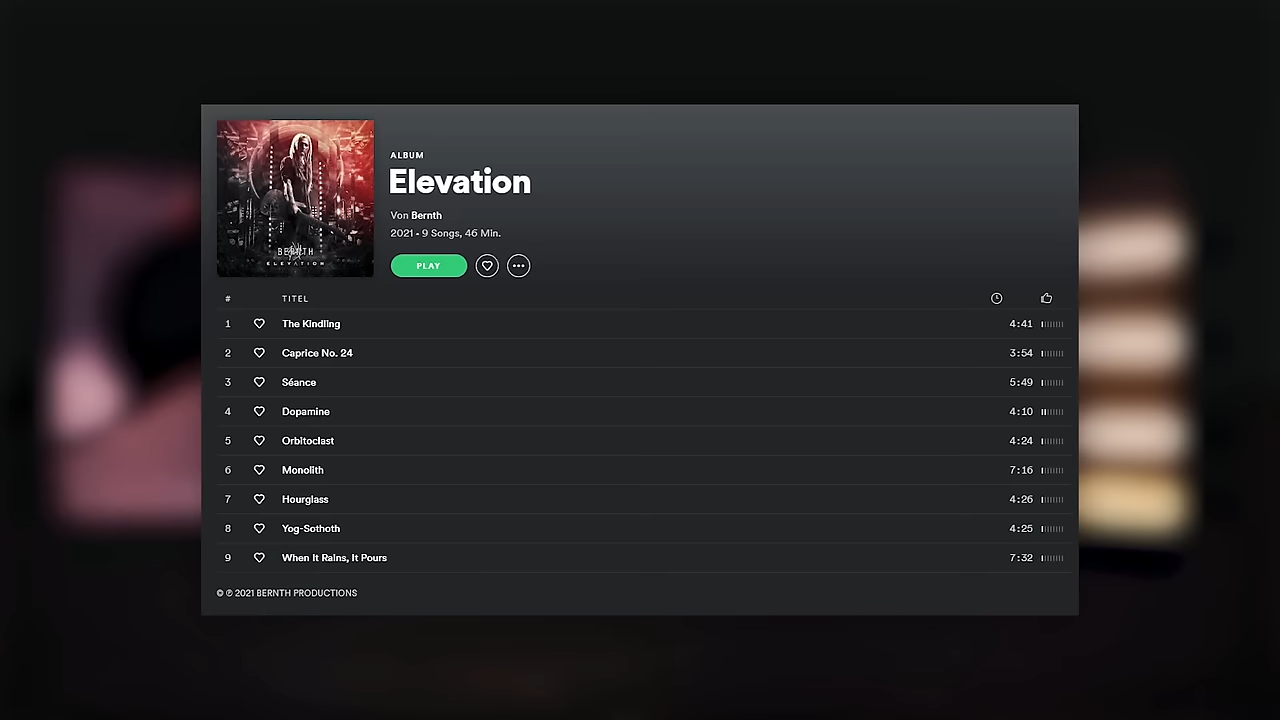 BERNTH
ELEVATION
ALBUM
Elevation
Von Bernth
2021 • 9 Songs, 46 Min.
PLAY
# TITEL
1 The Kindling 4:41
2 Caprice No. 24 3:54
3 Séance 5:49
4 Dopamine 4:10
5 Orbitoclast 4:24
6 Monolith 7:16
7 Hourglass 4:26
8 Yog-Sothoth 4:25
9 When It Rains, It Pours 7:32
© ℗ 2021 BERNTH PRODUCTIONS